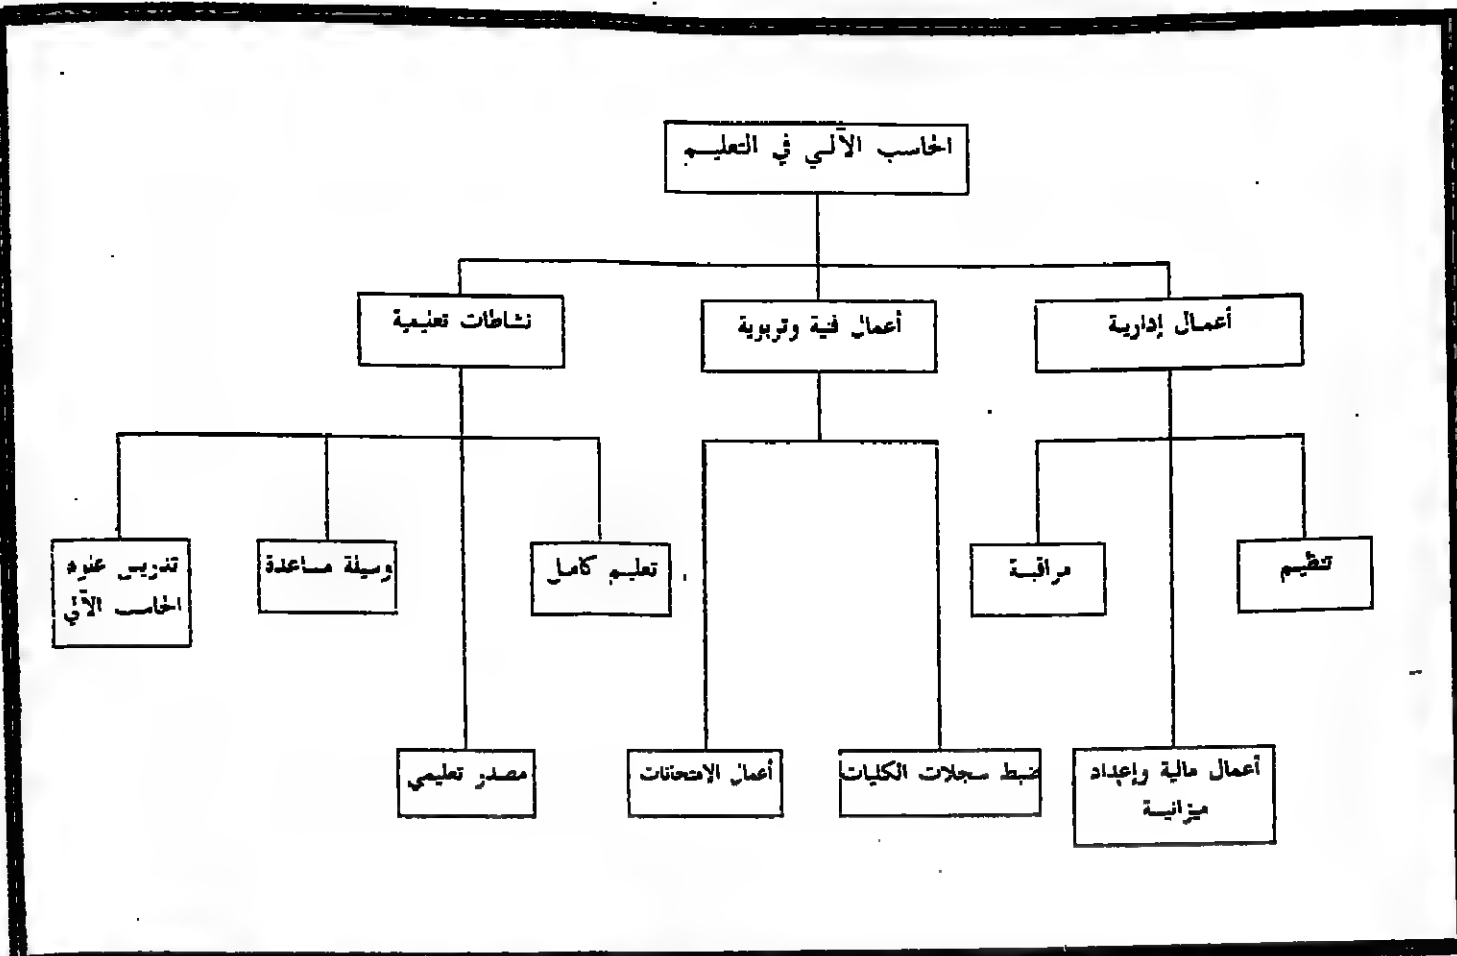 الحاسب الآلي في التعليم
أعمال إدارية
أعمال فنية وتربوية
نشاطات تعليمية
تنظيم
مراقبة
تعليم كامل
وسيلة مساعدة
تدريس علوم
الحاسب الآلي
أعمال مالية وإعداد
ميزانية
ضبط سجلات الكليات
أعمال الامتحانات
مصدر تعليمي